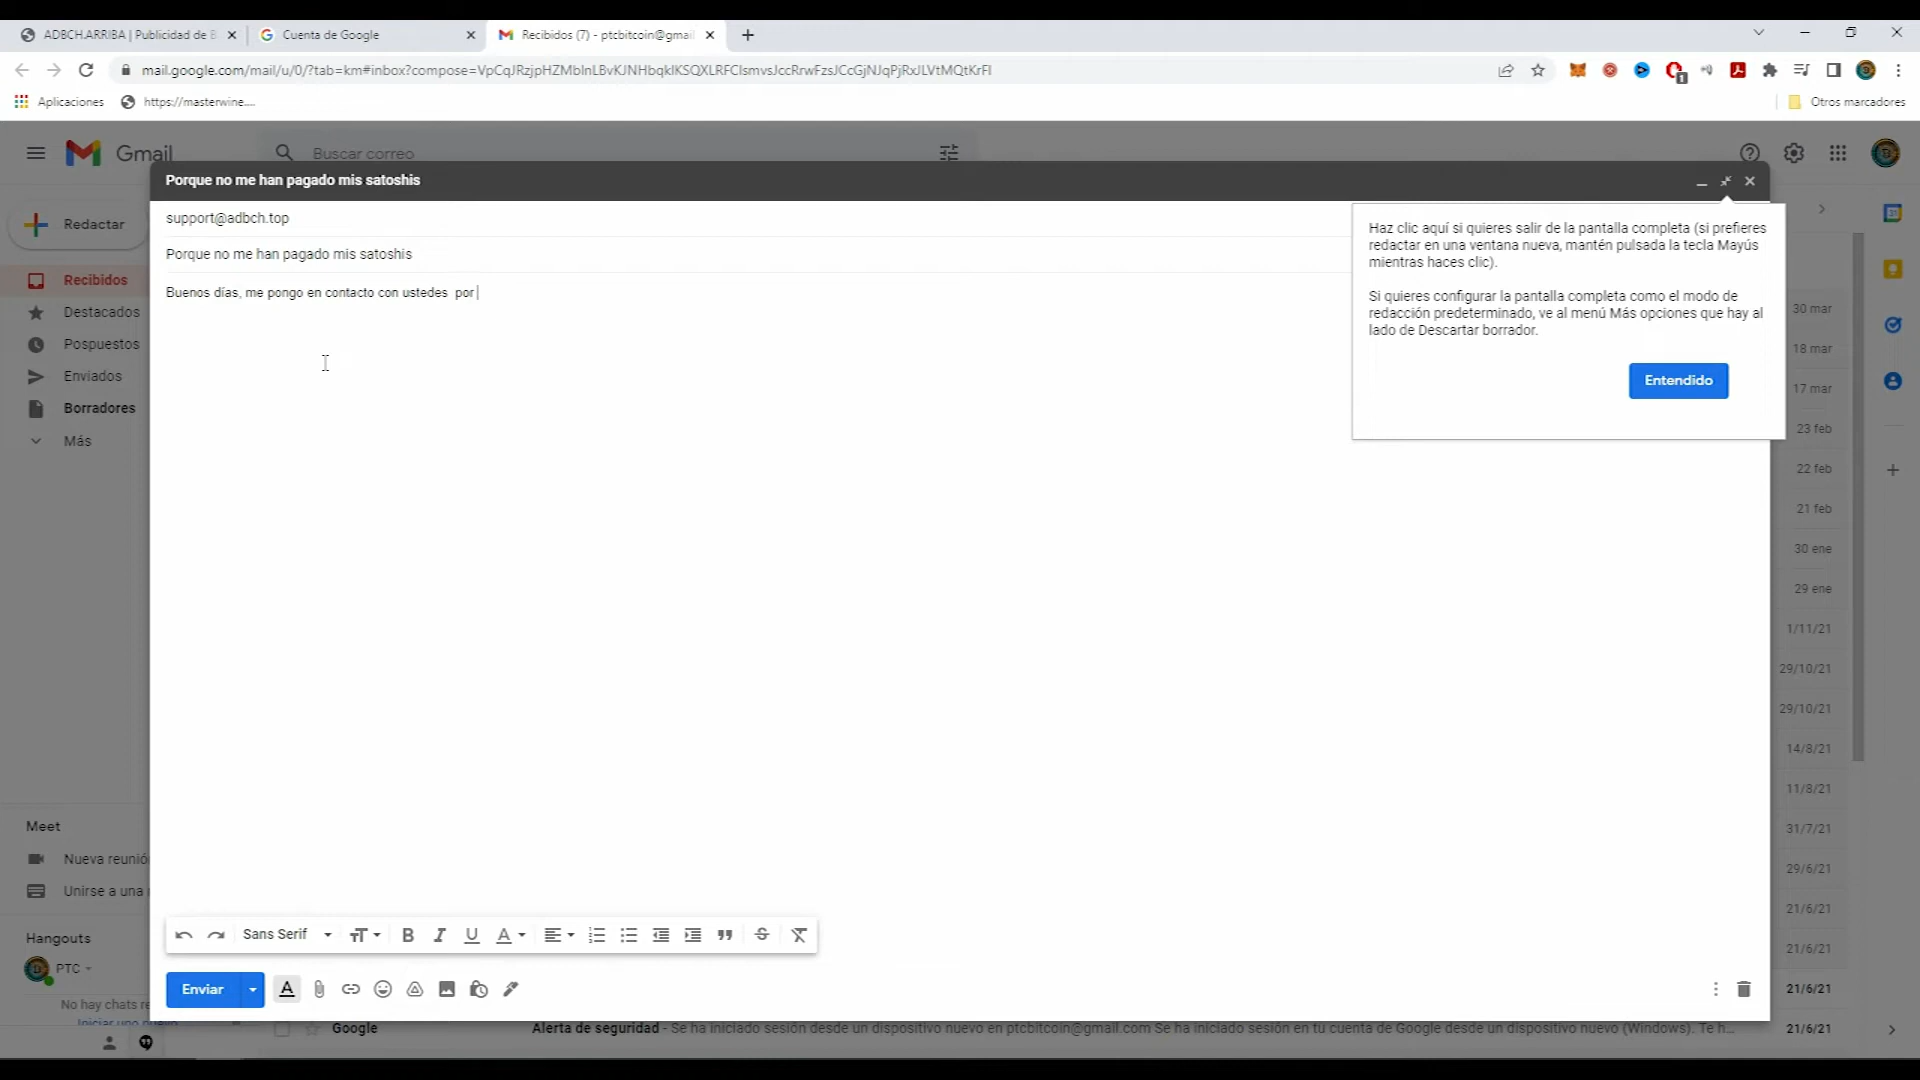 ADBCH.ARRIBA | Publicidad de B
Cuenta de Google
Recibidos (7) - ptcbitcoin@gmai
mail.google.com/mail/u/0/?tab=km#inbox?compose=
Aplicaciones
https://masterwine....
Otros marcadores
Gmail
Buscar correo
Porque no me han pagado mis satoshis
Redactar
support@adbch.top
Porque no me han pagado mis satoshis
Buenos días, me pongo en contacto con ustedes  por
Haz clic aquí si quieres salir de la pantalla completa (si prefieres
redactar en una ventana nueva, mantén pulsada la tecla Mayús
mientras haces clic).
Si quieres configurar la pantalla completa como el modo de
redacción predeterminado, ve al menú Más opciones que hay al
lado de Descartar borrador.
Entendido
Recibidos
Destacados
Pospuestos
Enviados
Borradores
Más
30 mar
18 mar
17 mar
23 feb
22 feb
21 feb
30 ene
29 ene
1/11/21
29/10/21
29/10/21
14/8/21
11/8/21
31/7/21
29/6/21
21/6/21
21/6/21
21/6/21
Meet
Nueva reunión
Unirse a una
Hangouts
PTC
No hay chats re
Iniciar uno nuevo
Sans Serif
Enviar
Google
Alerta de seguridad - Se ha iniciado sesión desde un dispositivo nuevo en ptcbitcoin@gmail.com Se ha iniciado sesión en tu cuenta de Google desde un dispositivo nuevo (Windows). Te h...
21/6/21